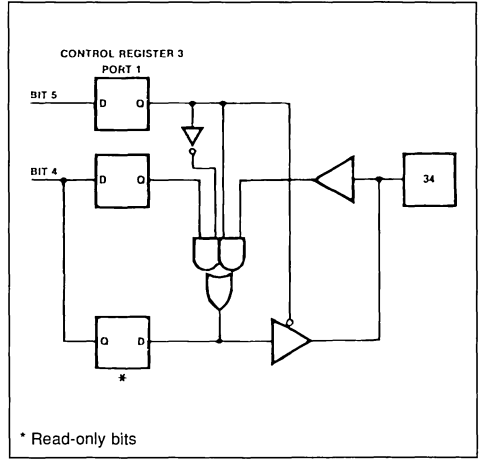 CONTROL REGISTER 3
PORT 1
BIT 5
D Q
BIT 4
D Q
34
Q D
*
* Read-only bits